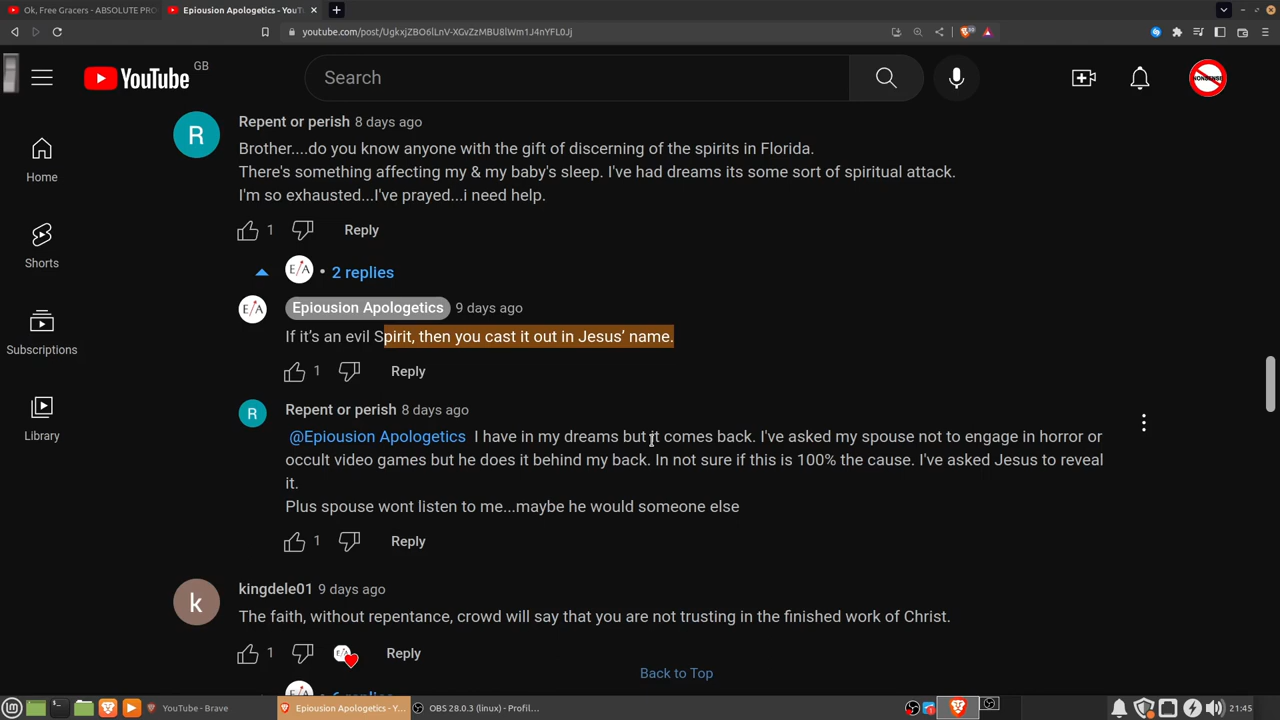 Ok, Free Gracers - ABSOLUTE PRO
Epiousion Apologetics - YouT
youtube.com/post/UgkxjZBO6lLnV-XGvZzMBU8lWm1J4nYFL0Jj
YouTube GB
Search
NONSENSE
Home
Shorts
Subscriptions
Library
R
Repent or perish 8 days ago
Brother....do you know anyone with the gift of discerning of the spirits in Florida.
There's something affecting my & my baby's sleep. I've had dreams its some sort of spiritual attack.
I'm so exhausted...I've prayed...i need help.
1 Reply
E/A • 2 replies
E/A
Epiousion Apologetics 9 days ago
If it’s an evil Spirit, then you cast it out in Jesus’ name.
1 Reply
R
Repent or perish 8 days ago
@Epiousion Apologetics I have in my dreams but it comes back. I've asked my spouse not to engage in horror or
occult video games but he does it behind my back. In not sure if this is 100% the cause. I've asked Jesus to reveal
it.
Plus spouse wont listen to me...maybe he would someone else
1 Reply
k
kingdele01 9 days ago
The faith, without repentance, crowd will say that you are not trusting in the finished work of Christ.
1 E/A Reply
Back to Top
E/A 6 replies
YouTube - Brave
Epiousion Apologetics - Y...
OBS 28.0.3 (linux) - Profil...
21:45